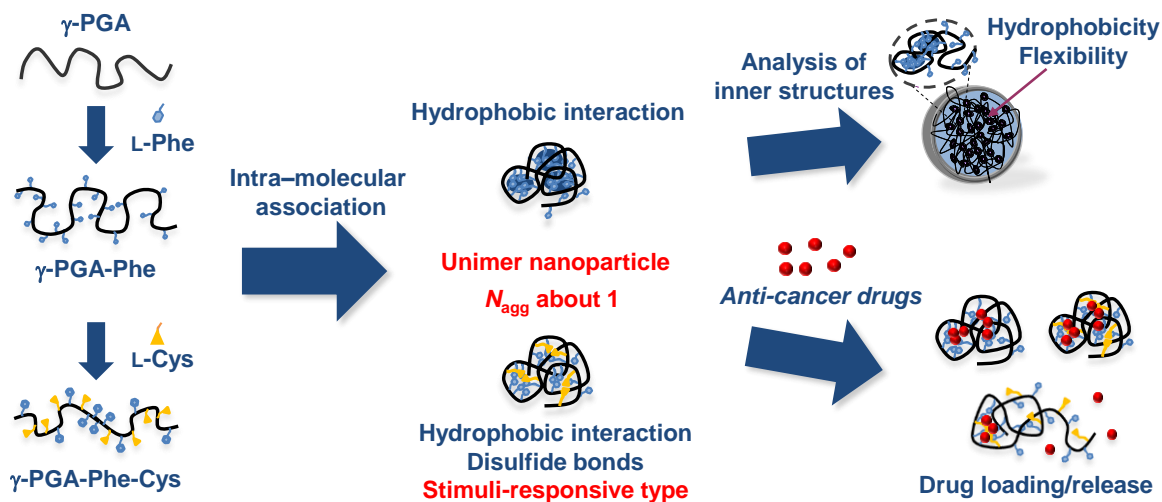 γ-PGA
L-Phe
γ-PGA-Phe
L-Cys
γ-PGA-Phe-Cys
Intra–molecular
association
Hydrophobic interaction
Unimer nanoparticle
Nagg about 1
Hydrophobic interaction
Disulfide bonds
Stimuli-responsive type
Analysis of
inner structures
Hydrophobicity
Flexibility
Anti-cancer drugs
Drug loading/release